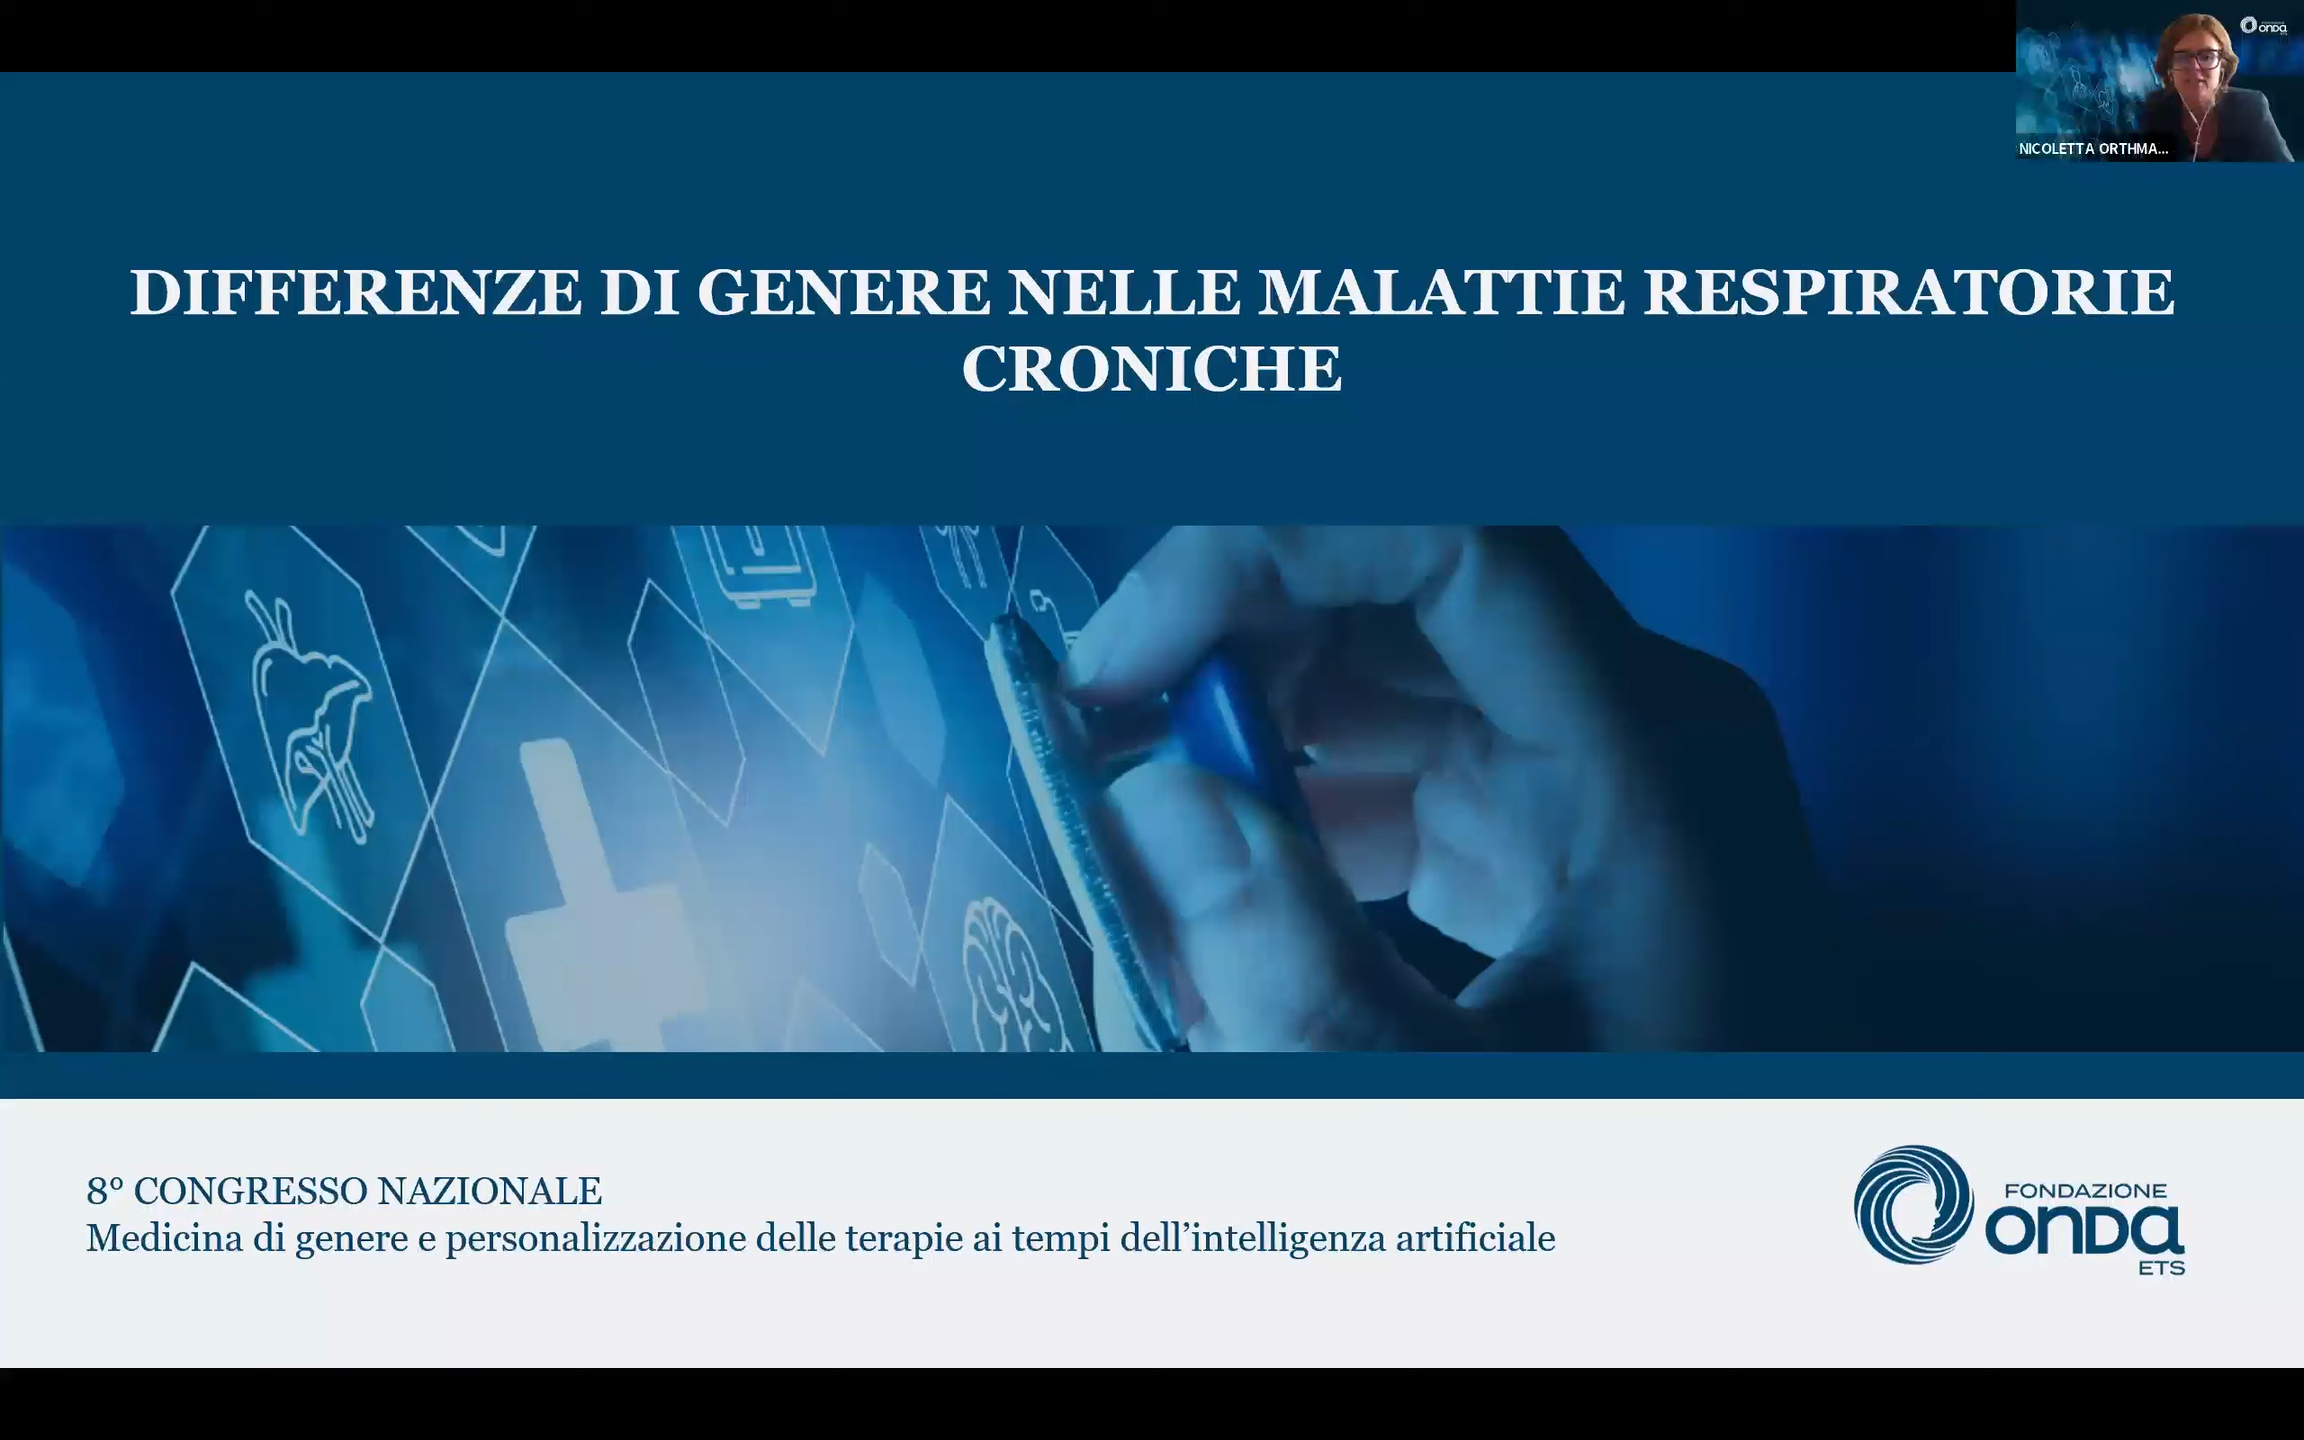 ONDA
ETS
NICOLETTA ORTHMA...
DIFFERENZE DI GENERE NELLE MALATTIE RESPIRATORIE
CRONICHE
8° CONGRESSO NAZIONALE
Medicina di genere e personalizzazione delle terapie ai tempi dell'intelligenza artificiale
FONDAZIONE
ONDA
ETS